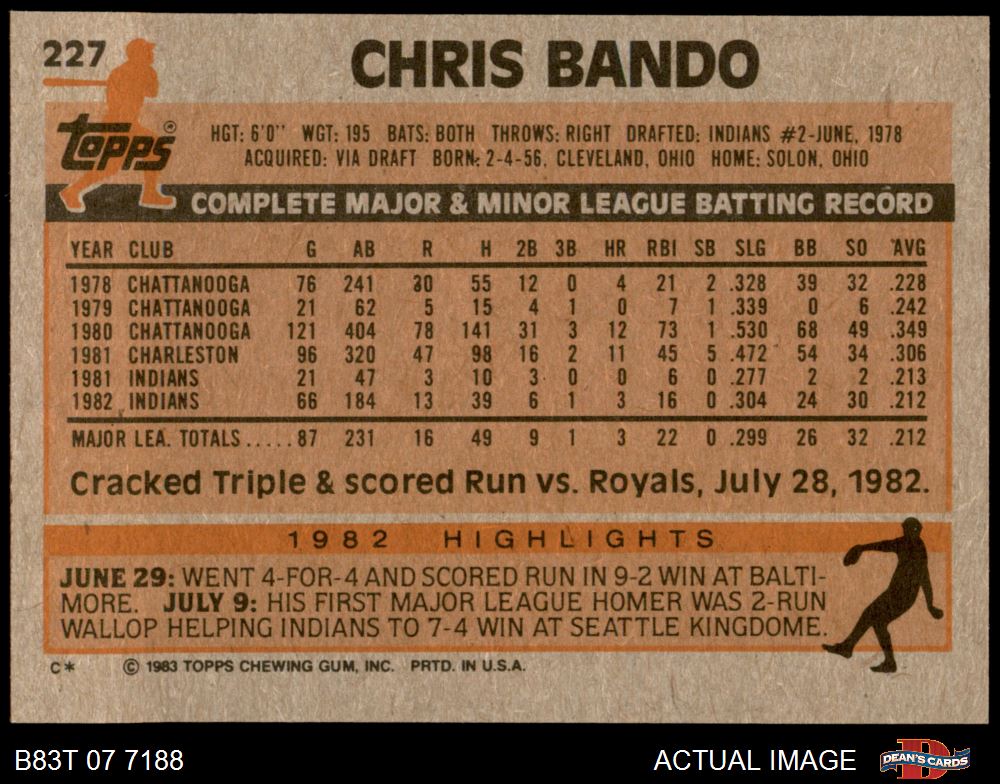 227
CHRIS BANDO
topps®
HGT: 6'0'' WGT: 195 BATS: BOTH THROWS: RIGHT DRAFTED: INDIANS #2-JUNE, 1978
ACQUIRED: VIA DRAFT BORN: 2-4-56, CLEVELAND, OHIO HOME: SOLON, OHIO
COMPLETE MAJOR & MINOR LEAGUE BATTING RECORD
YEAR CLUB G AB R H 2B 3B HR RBI SB SLG BB SO AVG
1978 CHATTANOOGA 76 241 30 55 12 0 4 21 2 .328 39 32 .228
1979 CHATTANOOGA 21 62 5 15 4 1 0 7 1 .339 0 6 .242
1980 CHATTANOOGA 121 404 78 141 31 3 12 73 1 .530 68 49 .349
1981 CHARLESTON 96 320 47 98 16 2 11 45 5 .472 54 34 .306
1981 INDIANS 21 47 3 10 3 0 0 6 0 .277 2 2 .213
1982 INDIANS 66 184 13 39 6 1 3 16 0 .304 24 30 .212
MAJOR LEA. TOTALS.....87 231 16 49 9 1 3 22 0 .299 26 32 .212
Cracked Triple & scored Run vs. Royals, July 28, 1982.
1982 HIGHLIGHTS
JUNE 29: WENT 4-FOR-4 AND SCORED RUN IN 9-2 WIN AT BALTI-
MORE. JULY 9: HIS FIRST MAJOR LEAGUE HOMER WAS 2-RUN
WALLOP HELPING INDIANS TO 7-4 WIN AT SEATTLE KINGDOME.
C* © 1983 TOPPS CHEWING GUM, INC. PRTD. IN U.S.A.
B83T 07 7188 ACTUAL IMAGE D DEAN'S CARDS